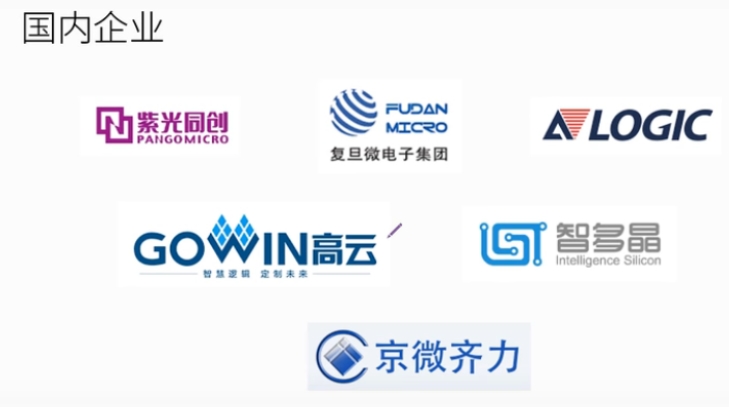 国内企业
紫光同创
PANGOMICRO
FUDAN
MICRO
复旦微电子集团
ANLOGIC
GOWIN高云
智慧逻辑 定制未来
智多晶
Intelligence Silicon
京微齐力